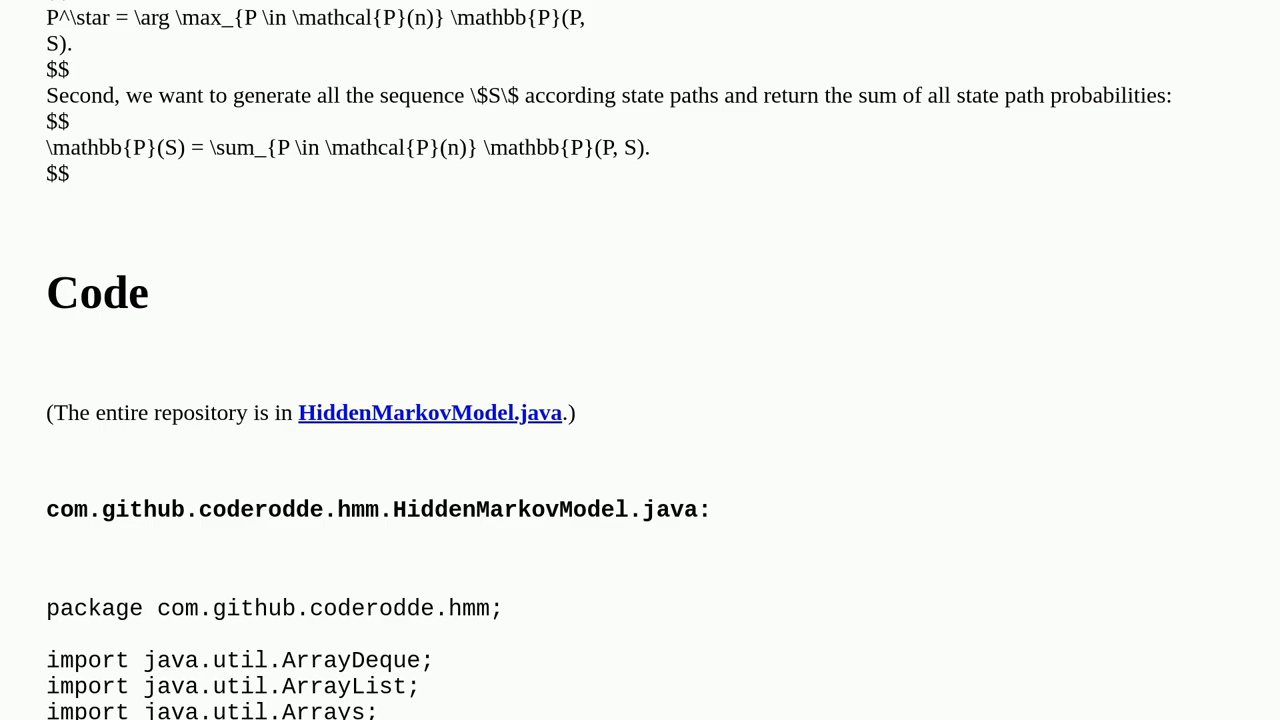 P^\star = \arg \max_{P \in \mathcal{P}(n)} \mathbb{P}(P,
S).
$$
Second, we want to generate all the sequence \$S\$ according state paths and return the sum of all state path probabilities:
$$
\mathbb{P}(S) = \sum_{P \in \mathcal{P}(n)} \mathbb{P}(P, S).
$$
Code
(The entire repository is in HiddenMarkovModel.java.)
com.github.coderodde.hmm.HiddenMarkovModel.java:
package com.github.coderodde.hmm;
import java.util.ArrayDeque;
import java.util.ArrayList;
import java.util.Arrays;